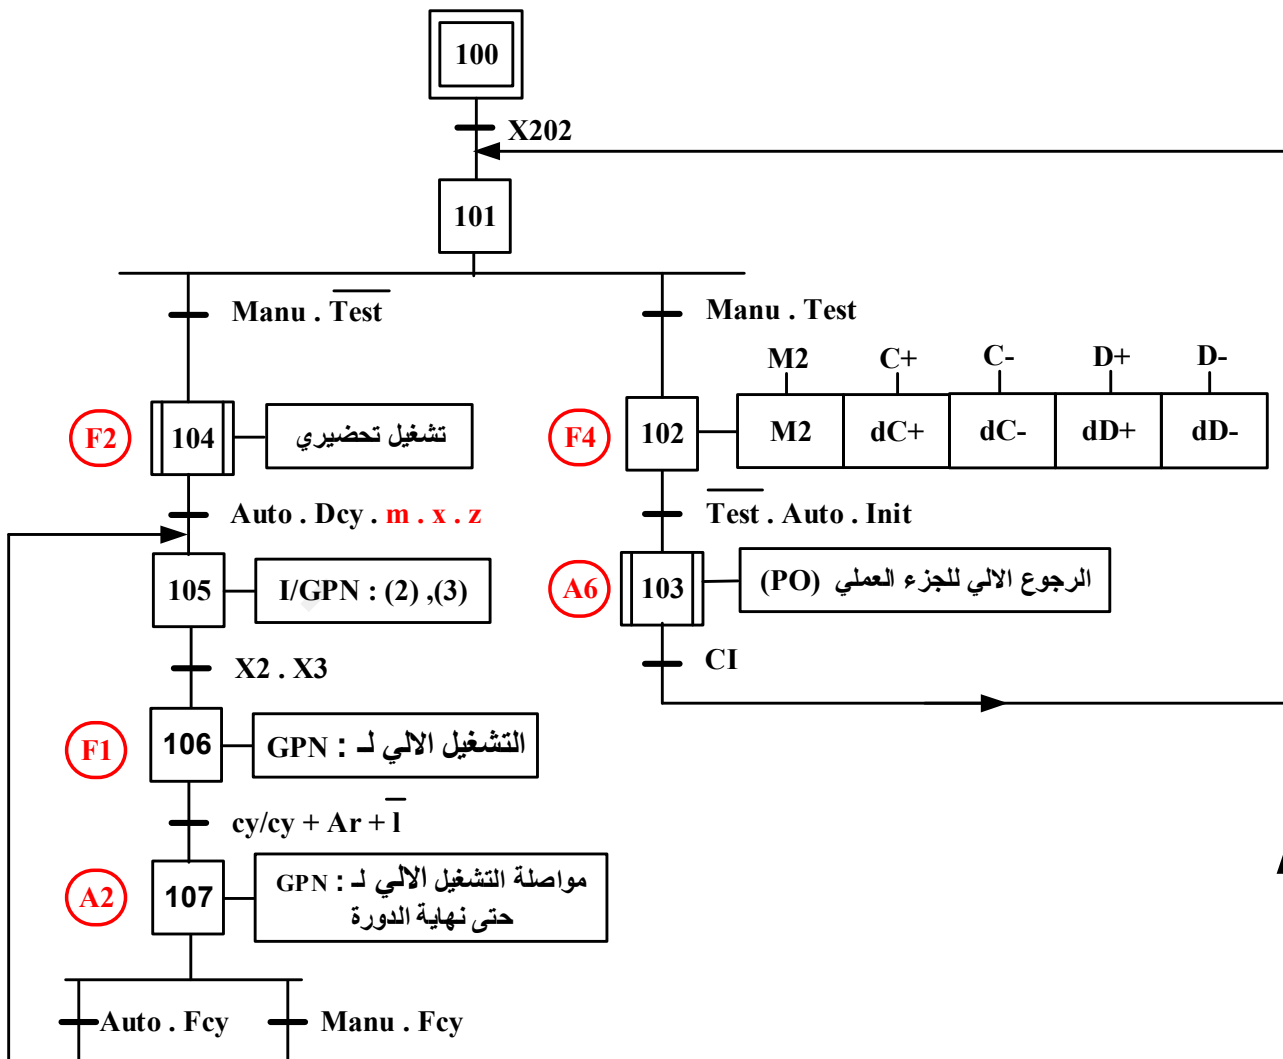 100
X202
101
Manu . T̅e̅s̅t̅
Manu . Test
M2 C+ C- D+ D-
F2 104 تشغيل تحضيري
F4 102 M2 dC+ dC- dD+ dD-
Auto . Dcy . m . x . z
T̅e̅s̅t̅ . Auto . Init
105 I/GPN : (2) ,(3)
A6 103 الرجوع الالي للجزء العملي (PO)
X2 . X3
CI
F1 106 التشغيل الالي لـ : GPN
cy/cy + Ar + l̅
A2 107 مواصلة التشغيل الالي لـ : GPN
حتى نهاية الدورة
Auto . Fcy
Manu . Fcy